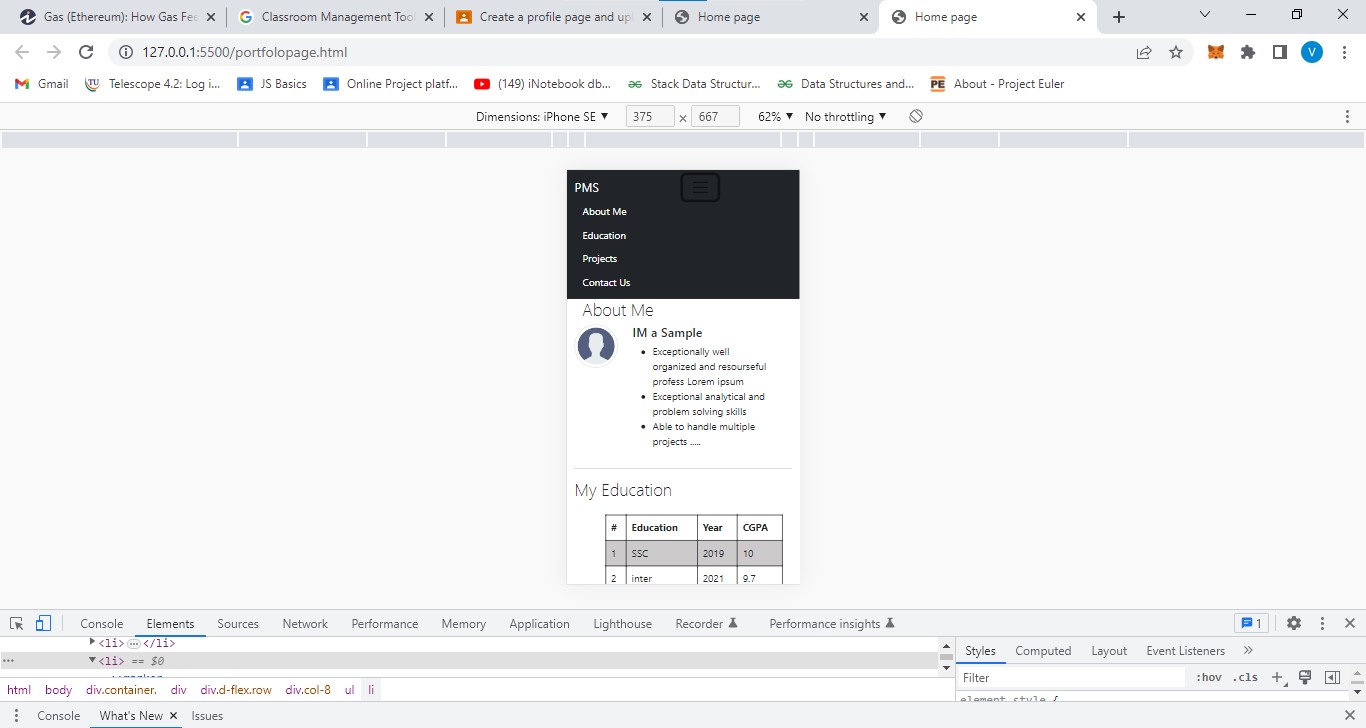 Gas (Ethereum): How Gas Fee
Classroom Management Tool
Create a profile page and upl
Home page
Home page
127.0.0.1:5500/portfolopage.html
V
Gmail
Telescope 4.2: Log i...
JS Basics
Online Project platf...
(149) iNotebook db...
Stack Data Structur...
Data Structures and...
PE About - Project Euler
Dimensions: iPhone SE ▼ 375 × 667 62% ▼ No throttling ▼
PMS
About Me
Education
Projects
Contact Us
About Me
IM a Sample
• Exceptionally well
organized and resourseful
profess Lorem ipsum
• Exceptional analytical and
problem solving skills
• Able to handle multiple
projects .....
My Education
# Education Year CGPA
1 SSC 2019 10
2 inter 2021 9.7
Console Elements Sources Network Performance Memory Application Lighthouse Recorder Performance insights 1
▶<li>…</li>
… ▼<li> == $0
Styles Computed Layout Event Listeners »
Filter :hov .cls +
html body div.container. div div.d-flex.row div.col-8 ul li
element.style {
Console What's New × Issues